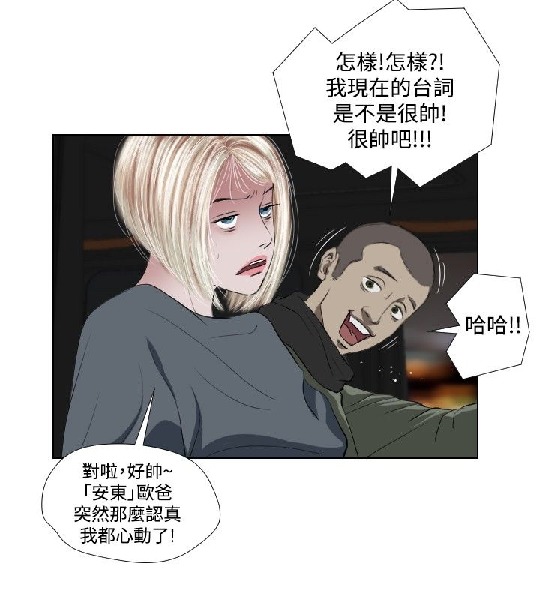 怎樣!怎樣?!
我現在的台詞
是不是很帥!
很帥吧!!!
哈哈!!
對啦,好帥~
「安東」歐爸
突然那麼認真
我都心動了!